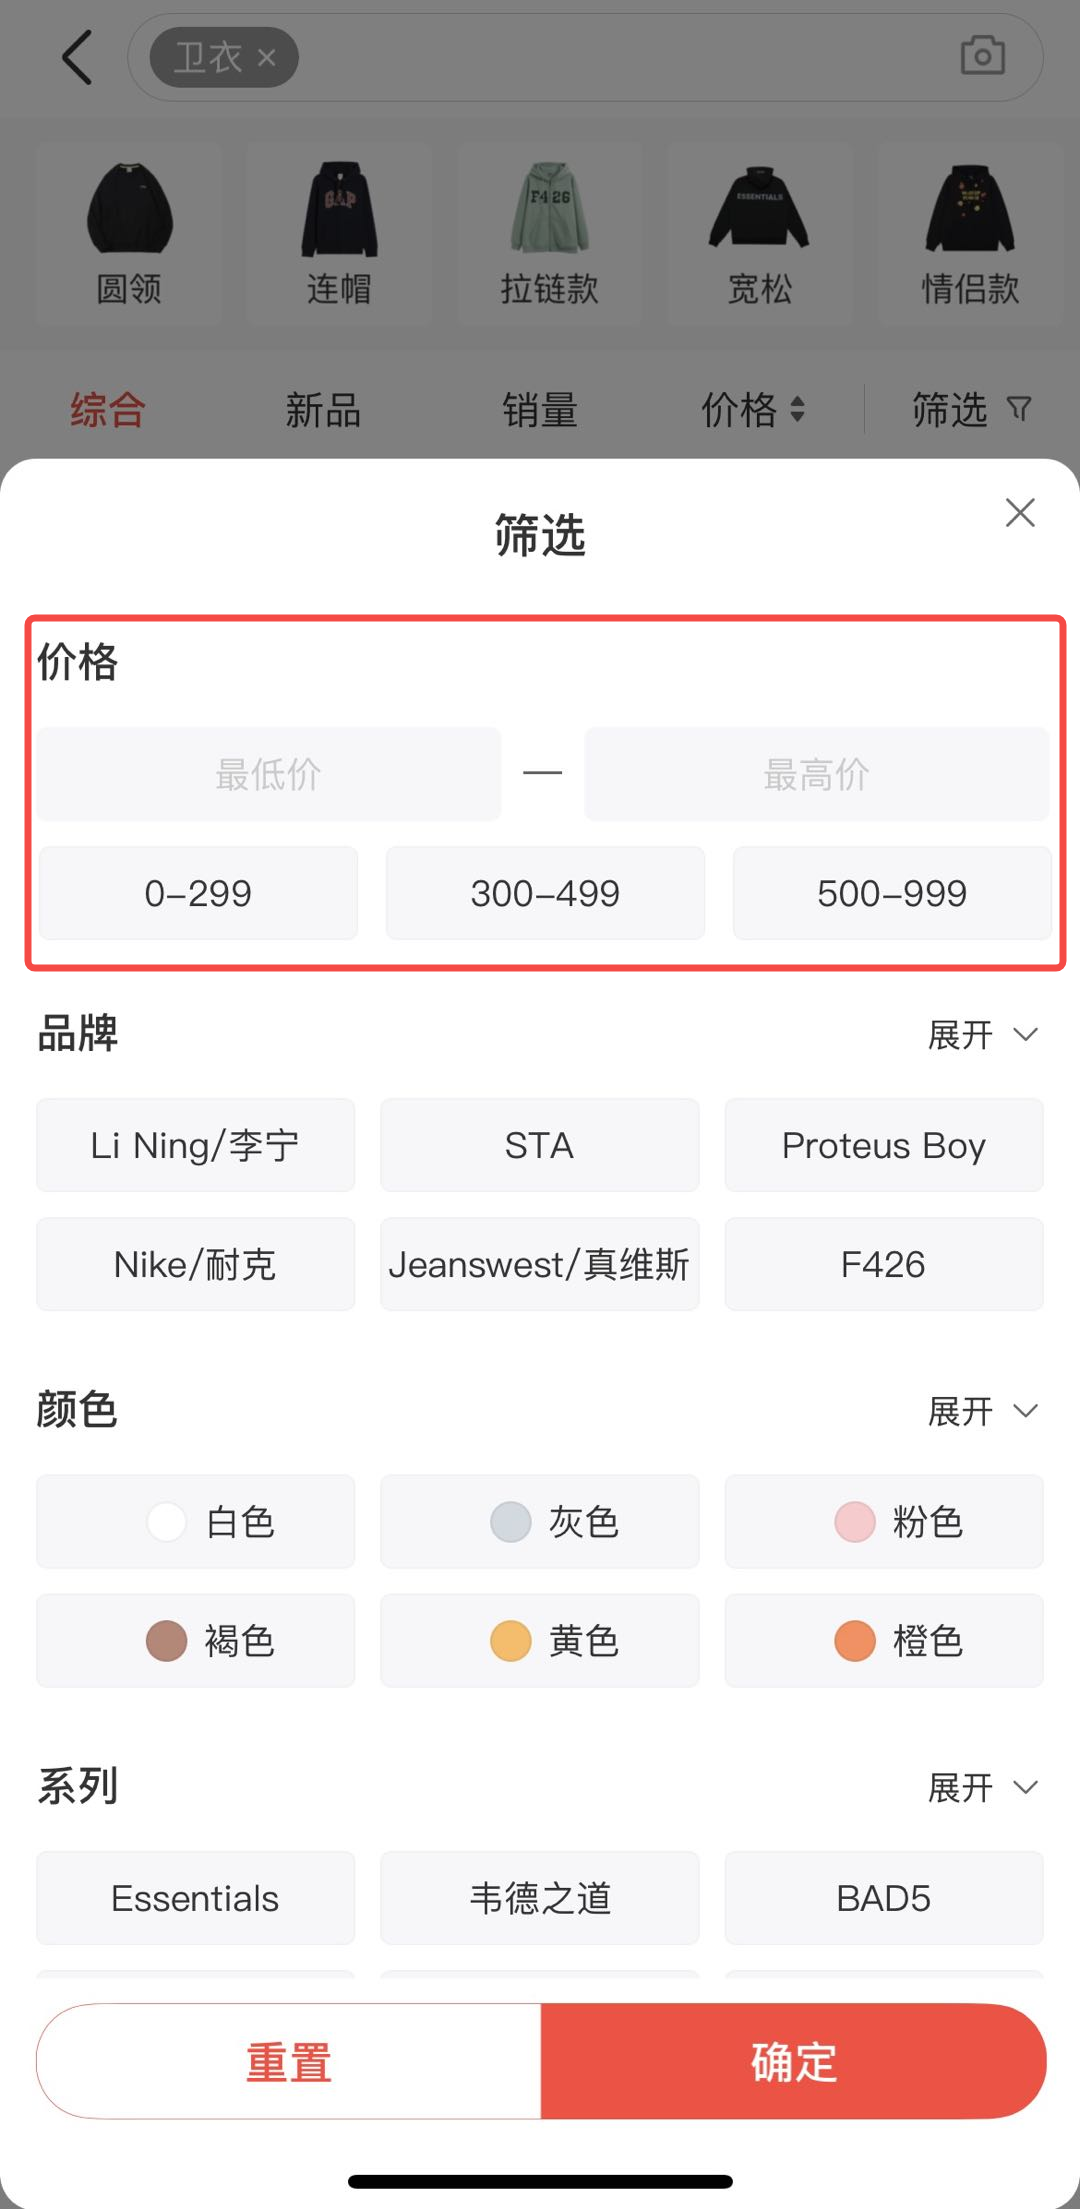 卫衣 ×
GAP
F426
ESSENTIALS
圆领 连帽 拉链款 宽松 情侣款
综合 新品 销量 价格 筛选
筛选
价格
最低价 — 最高价
0-299 300-499 500-999
品牌 展开
Li Ning/李宁 STA Proteus Boy
Nike/耐克 Jeanswest/真维斯 F426
颜色 展开
白色 灰色 粉色
褐色 黄色 橙色
系列 展开
Essentials 韦德之道 BAD5
重置 确定